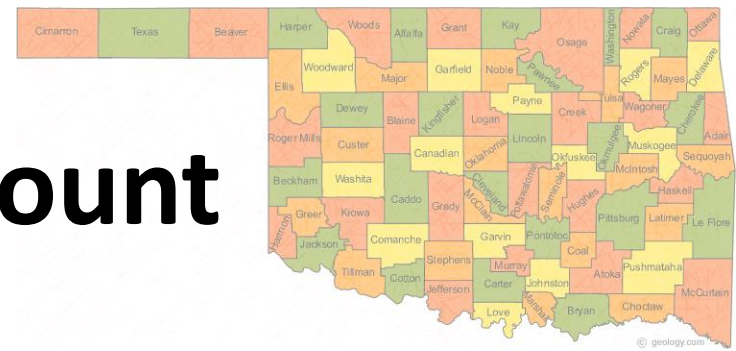 Cimarron Texas Beaver Harper Woods Alfalfa Grant Kay Osage Washington Nowata Craig Ottawa
Ellis Woodward Major Garfield Noble Pawnee Rogers Mayes Delaware
Dewey Blaine Kingfisher Logan Payne Creek Tulsa Wagoner Cherokee Adair
Roger Mills Custer Canadian Oklahoma Lincoln Okfuskee Okmulgee Muskogee McIntosh Sequoyah
ount
Beckham Washita Caddo Grady McClain Cleveland Pottawatomie Seminole Hughes Pittsburg Haskell Latimer Le Flore
Harmon Greer Kiowa Comanche Garvin Pontotoc Coal
Jackson Tillman Cotton Stephens Murray Carter Johnston Atoka Pushmataha McCurtain
Jefferson Love Marshall Bryan Choctaw
© geology.com